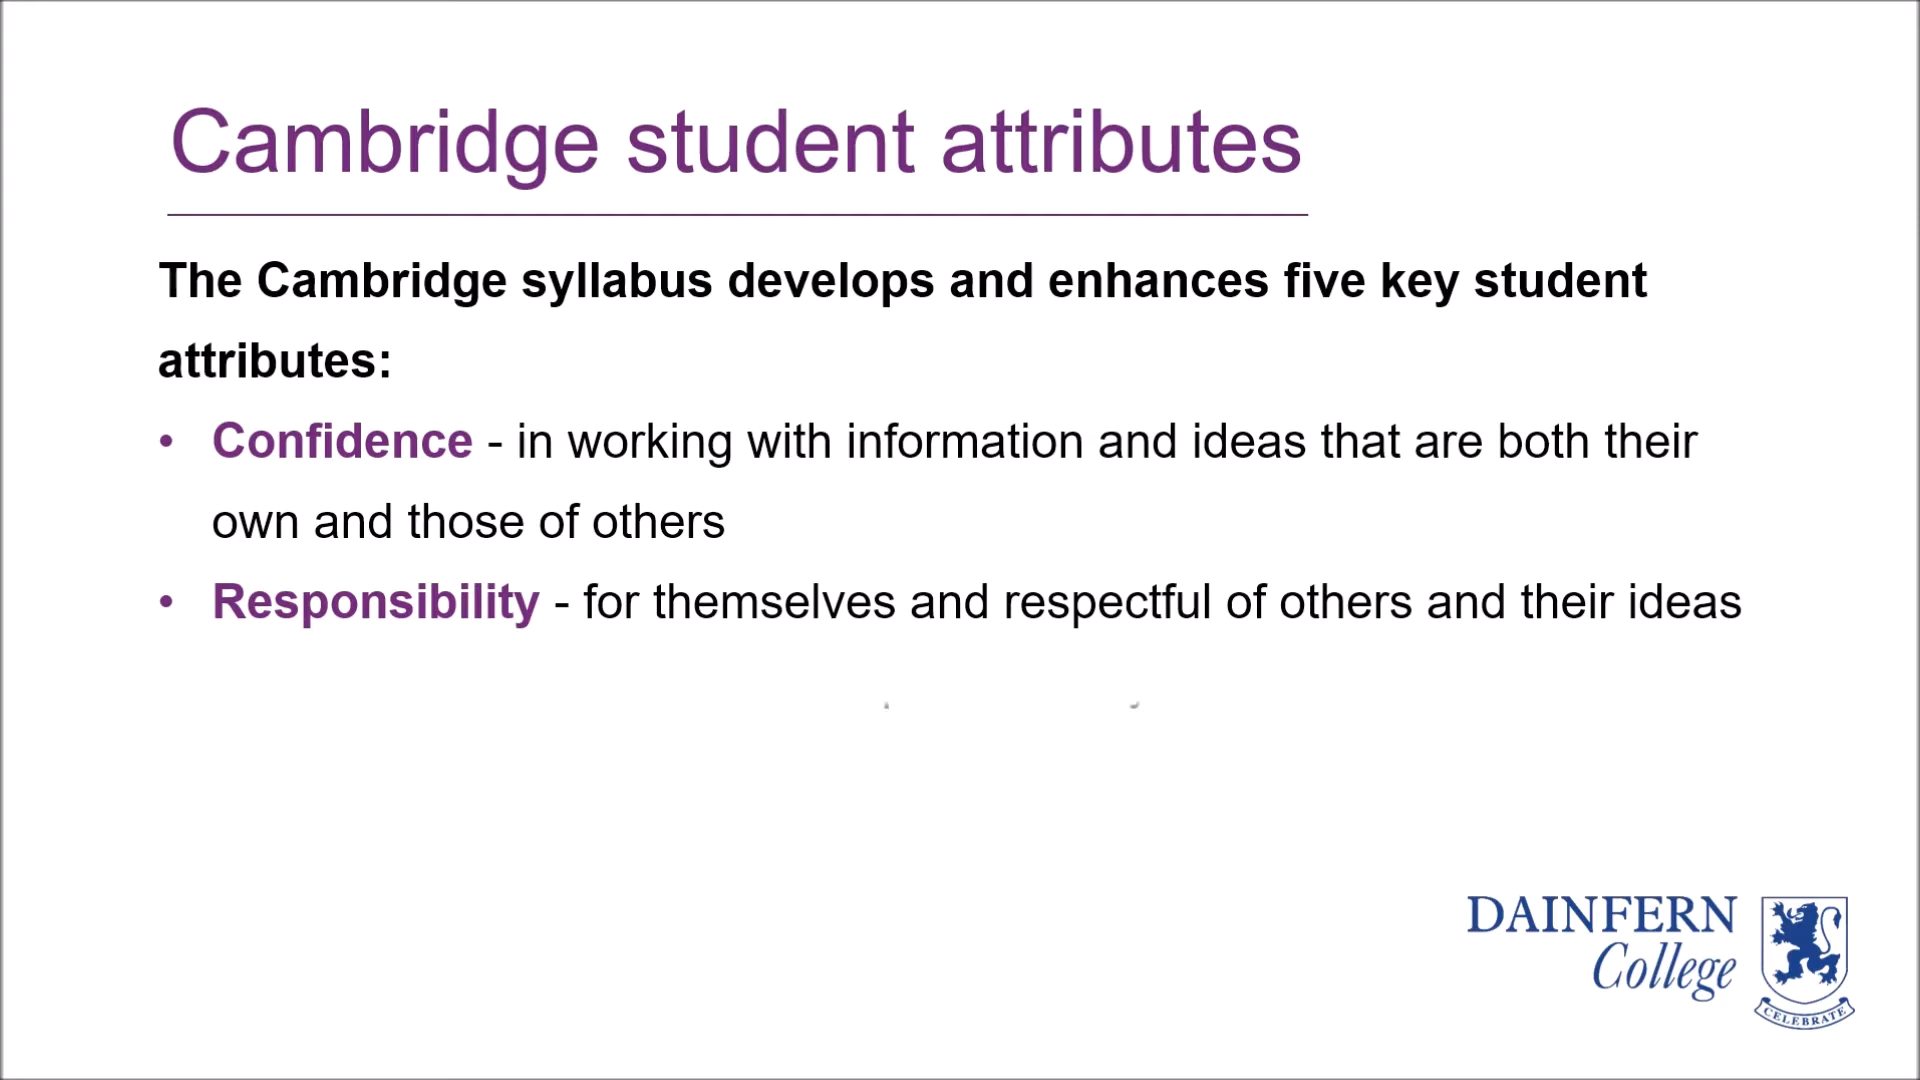 Cambridge student attributes
The Cambridge syllabus develops and enhances five key student
attributes:
• Confidence - in working with information and ideas that are both their
own and those of others
• Responsibility - for themselves and respectful of others and their ideas
DAINFERN
College
CELEBRATE